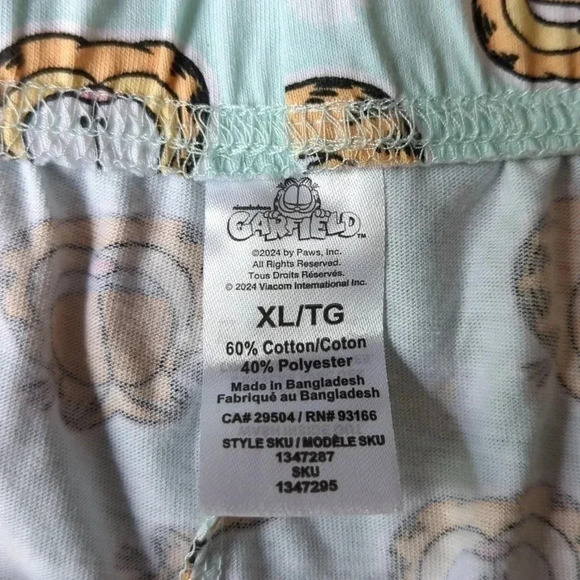 nickelodeon
GARFIELD™
©2024 by Paws, Inc.
All Rights Reserved.
Tous Droits Réservés.
© 2024 Viacom International Inc.
XL/TG
60% Cotton/Coton
40% Polyester
Made in Bangladesh
Fabriqué au Bangladesh
CA# 29504 / RN# 93166
STYLE SKU / MODÈLE SKU
1347287
SKU
1347295